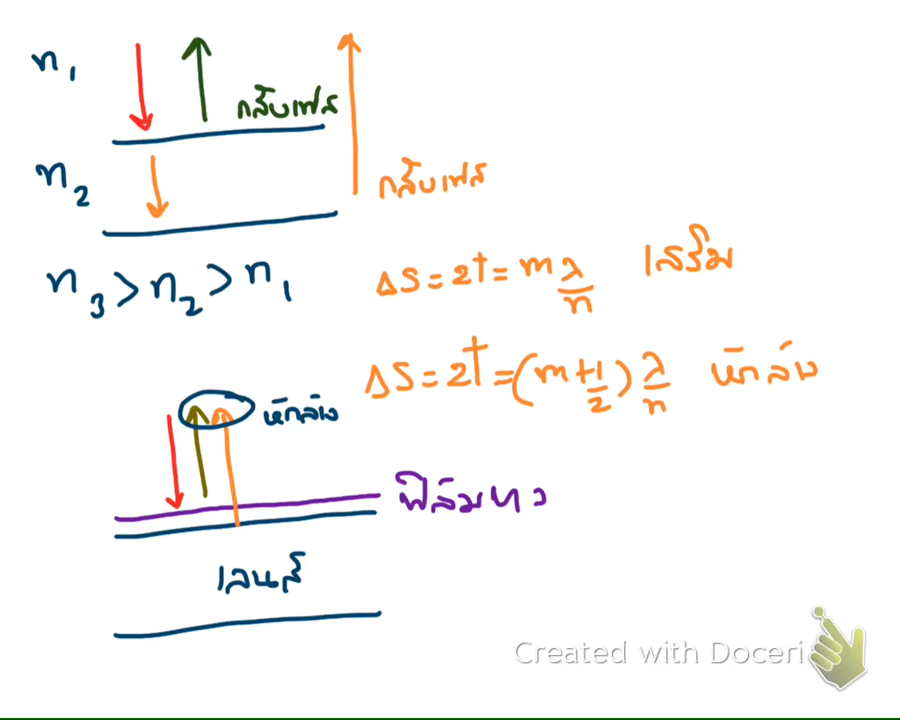 n₁
กลับเฟส
n₂
กลับเฟส
n₃ > n₂ > n₁
ΔS = 2t = m λ/n เสริม
ΔS = 2t = (m + 1/2) λ/n หักล้าง
หักล้าง
ฟิล์มบาง
เลนส์
Created with Doceri